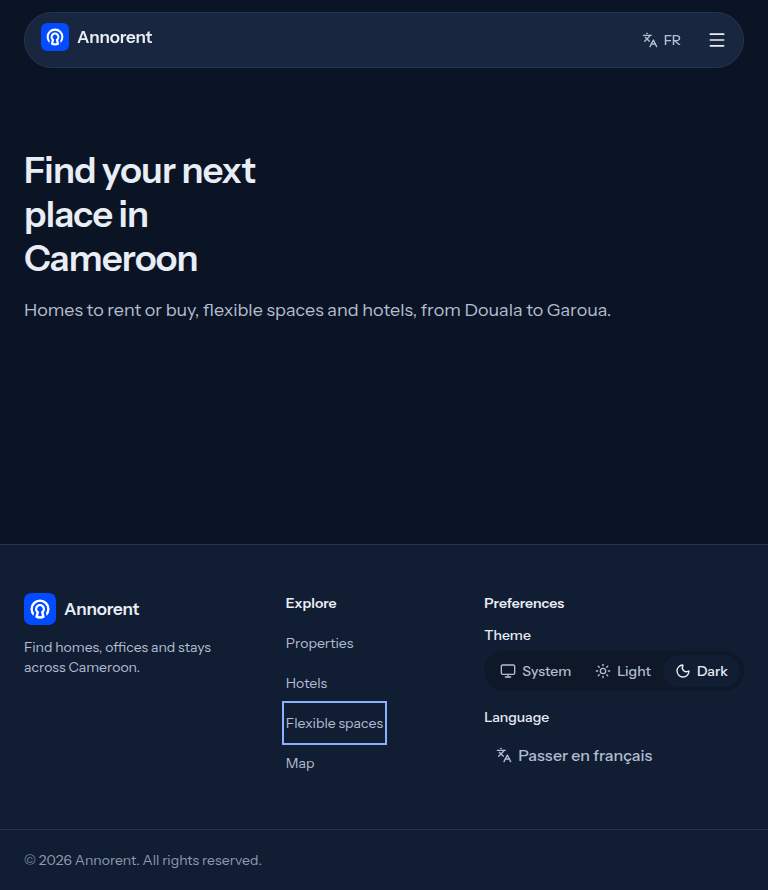 Annorent
FR
Find your next
place in
Cameroon
Homes to rent or buy, flexible spaces and hotels, from Douala to Garoua.
Annorent
Find homes, offices and stays
across Cameroon.
Explore
Properties
Hotels
Flexible spaces
Map
Preferences
Theme
System
Light
Dark
Language
Passer en français
© 2026 Annorent. All rights reserved.